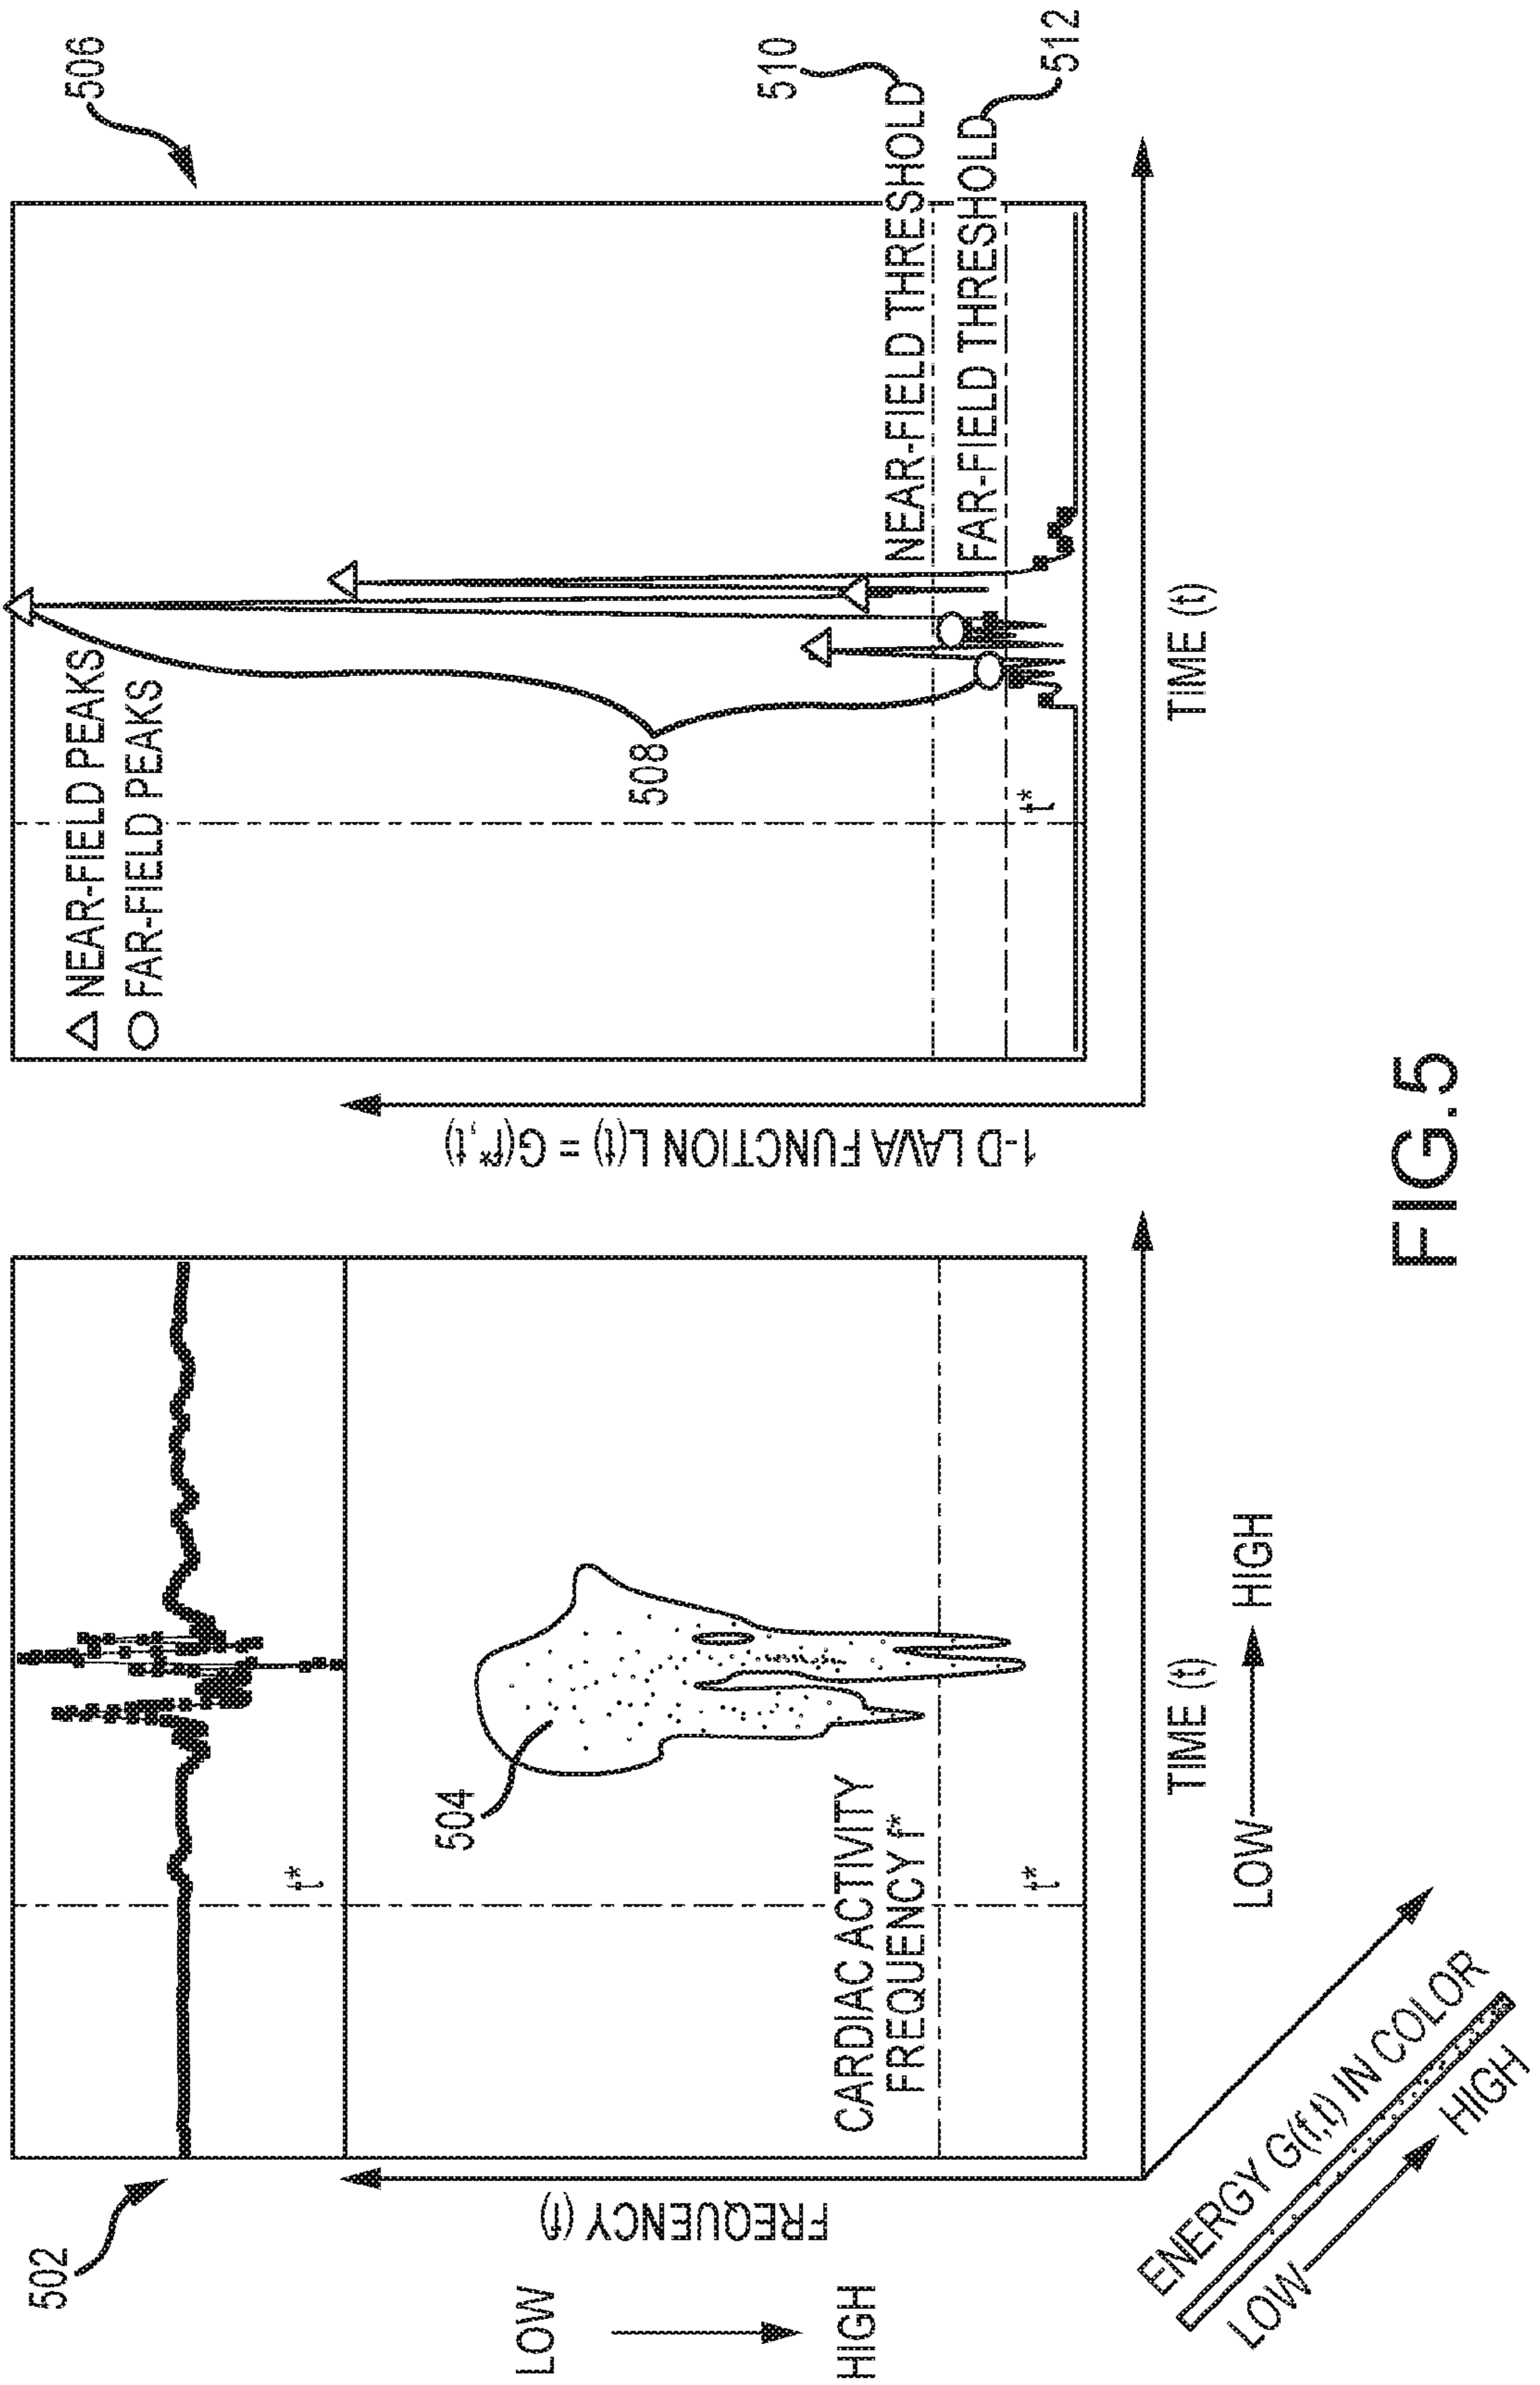 502
LOW
HIGH
FREQUENCY (f)
t*
504
CARDIAC ACTIVITY
FREQUENCY f*
t*
TIME (t)
LOW
HIGH
ENERGY G(f,t) IN COLOR
LOW
HIGH
506
NEAR-FIELD PEAKS
FAR-FIELD PEAKS
508
510
NEAR-FIELD THRESHOLD
FAR-FIELD THRESHOLD
512
t*
1-D LAVA FUNCTION L(t) = G(f*,t)
TIME (t)
FIG.5